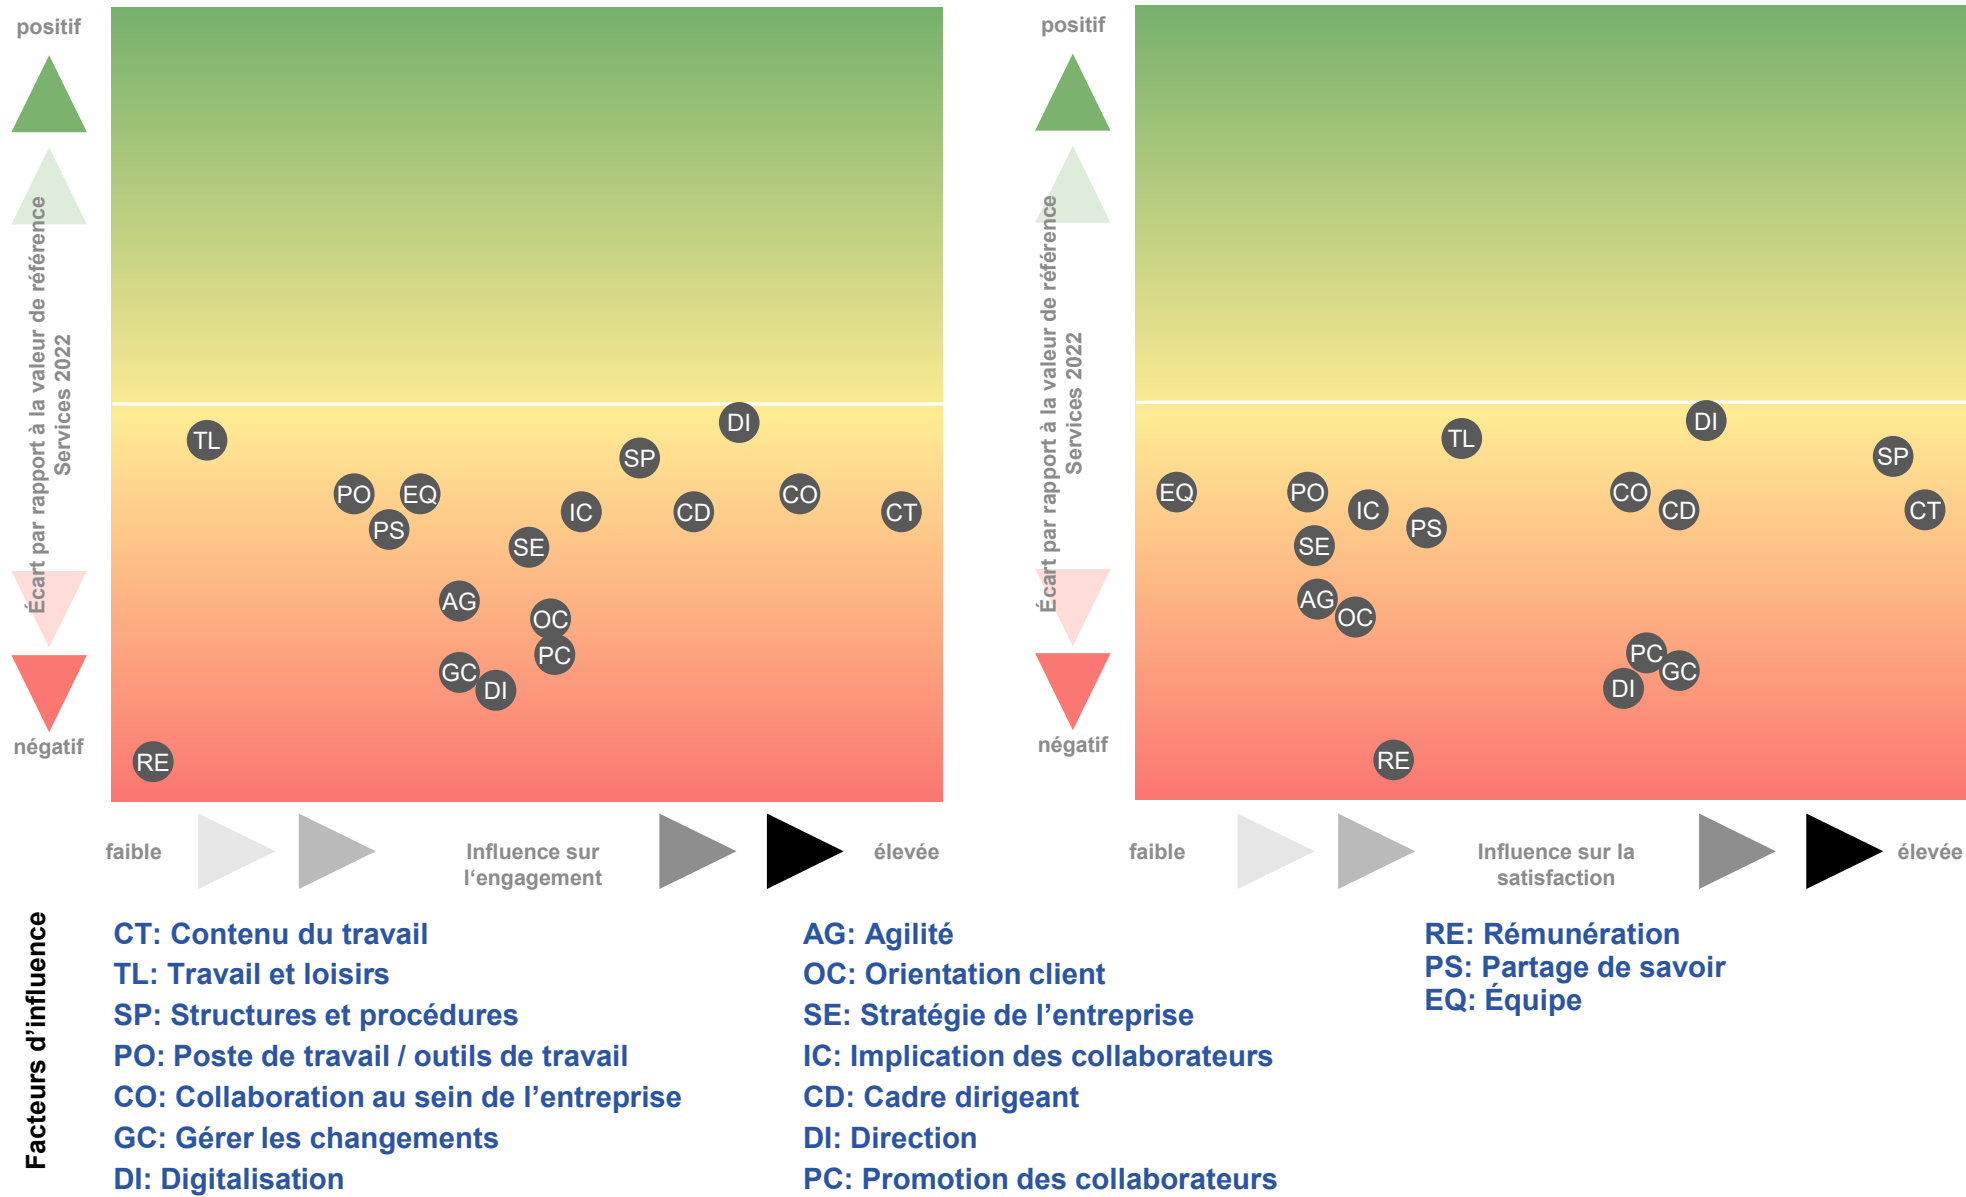 positif
Écart par rapport à la valeur de référence
Services 2022
négatif
DI
TL
SP
PO
EQ
CO
IC
CD
CT
PS
SE
AG
OC
PC
GC
DI
RE
faible
Influence sur
l‘engagement
élevée
positif
Écart par rapport à la valeur de référence
Services 2022
négatif
DI
TL
SP
EQ
PO
CO
IC
CD
CT
PS
SE
AG
OC
PC
GC
DI
RE
faible
Influence sur la
satisfaction
élevée
Facteurs d’influence
CT: Contenu du travail
TL: Travail et loisirs
SP: Structures et procédures
PO: Poste de travail / outils de travail
CO: Collaboration au sein de l’entreprise
GC: Gérer les changements
DI: Digitalisation
AG: Agilité
OC: Orientation client
SE: Stratégie de l’entreprise
IC: Implication des collaborateurs
CD: Cadre dirigeant
DI: Direction
PC: Promotion des collaborateurs
RE: Rémunération
PS: Partage de savoir
EQ: Équipe